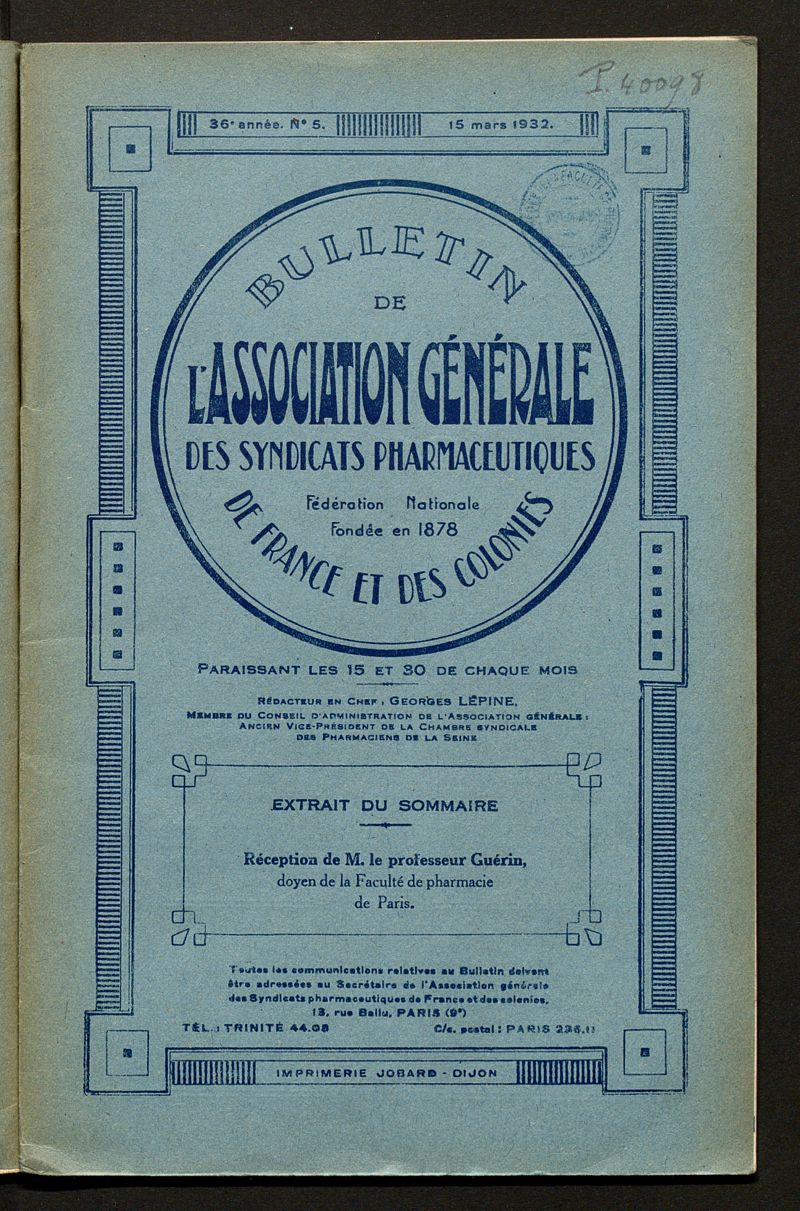 P. 40098
36e année. N° 5. 15 mars 1932.
BULLETIN
DE
L'ASSOCIATION GÉNÉRALE
DES SYNDICATS PHARMACEUTIQUES
Fédération Nationale
Fondée en 1878
DE FRANCE ET DES COLONIES
PARAISSANT LES 15 ET 30 DE CHAQUE MOIS
RÉDACTEUR EN CHEF : GEORGES LÉPINE,
MEMBRE DU CONSEIL D'ADMINISTRATION DE L'ASSOCIATION GÉNÉRALE :
ANCIEN VICE-PRÉSIDENT DE LA CHAMBRE SYNDICALE
DES PHARMACIENS DE LA SEINE
EXTRAIT DU SOMMAIRE
Réception de M. le professeur Guérin,
doyen de la Faculté de pharmacie
de Paris.
Toutes les communications relatives au Bulletin doivent
être adressées au Secrétaire de l'Association générale
des Syndicats pharmaceutiques de France et des colonies,
13, rue Ballu, PARIS (9e)
TÉL. : TRINITÉ 44.08 C/c. postal : PARIS
IMPRIMERIE JOBARD - DIJON